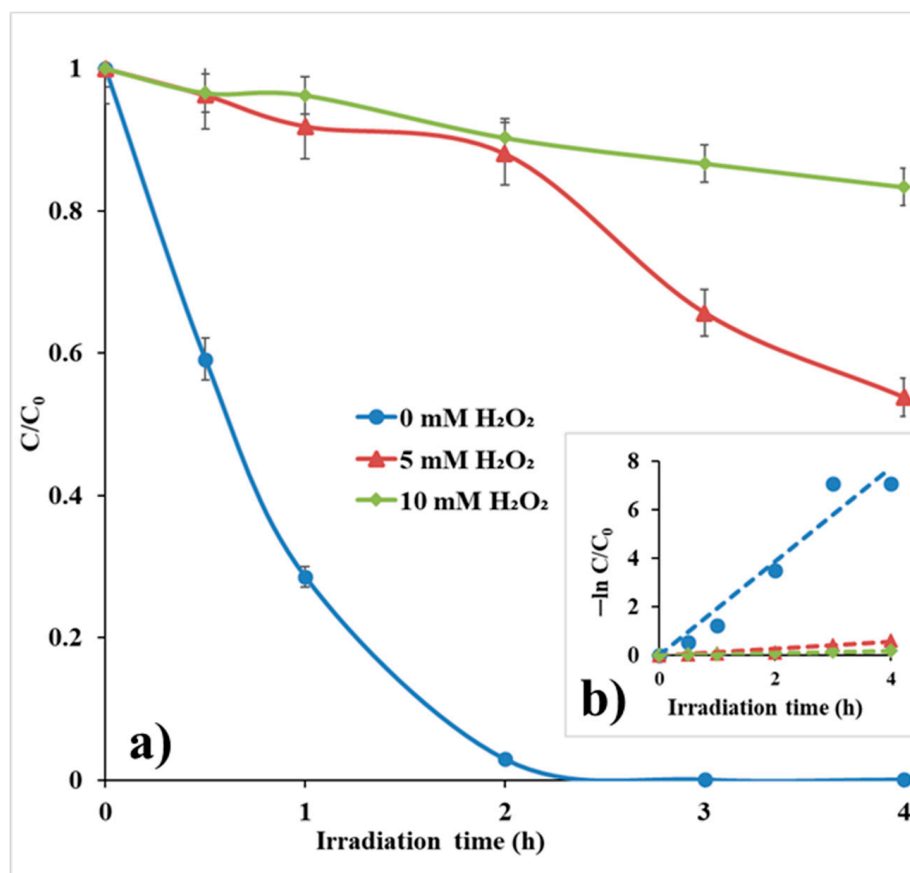 1
0.8
0.6
0.4
0.2
0
C/C₀
0 mM H₂O₂
5 mM H₂O₂
10 mM H₂O₂
a)
0
1
2
3
4
Irradiation time (h)
8
6
4
2
0
−ln C/C₀
0
2
4
Irradiation time (h)
b)